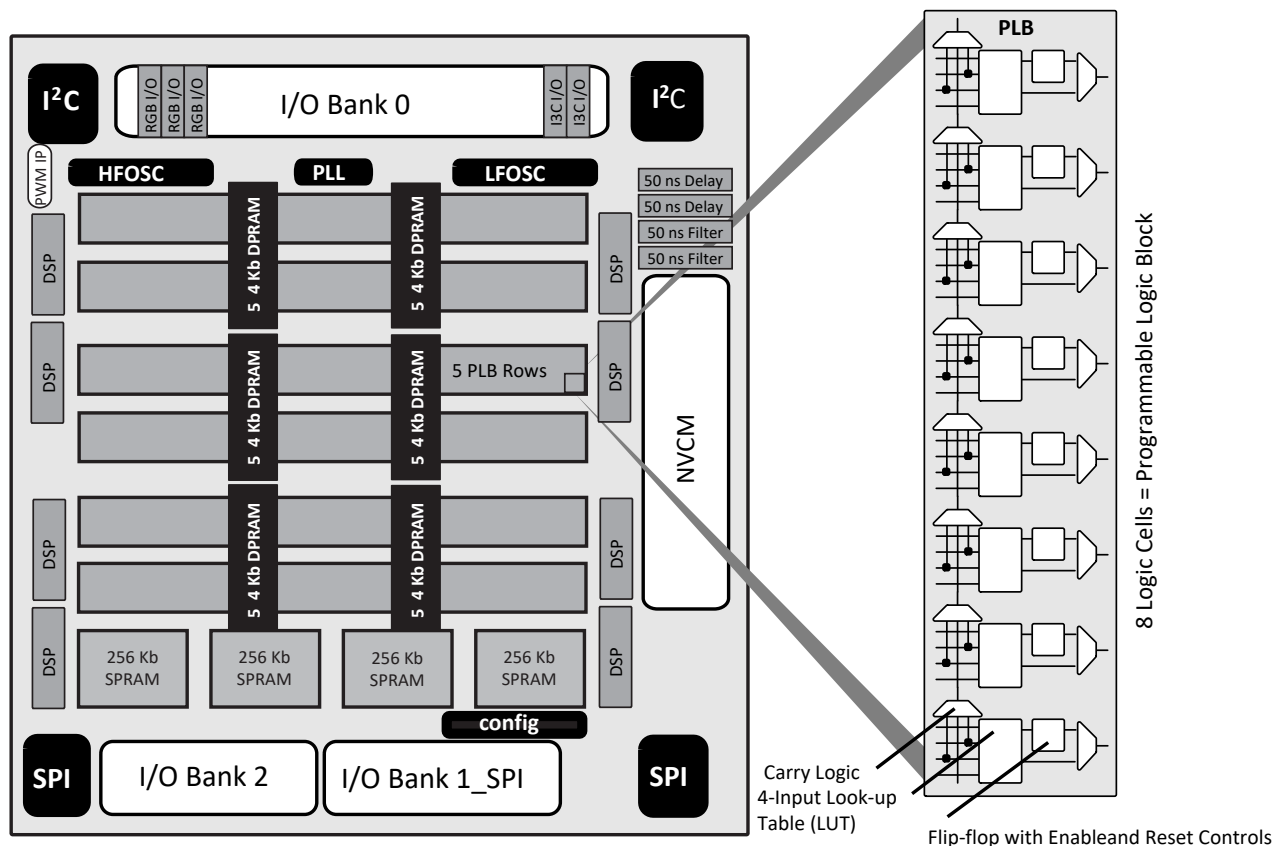 PLB
I²C
RGB I/O
RGB I/O
RGB I/O
I/O Bank 0
I3C I/O
I3C I/O
I²C
PWM IP
HFOSC
PLL
LFOSC
50 ns Delay
50 ns Delay
50 ns Filter
50 ns Filter
DSP
5 4 Kb DPRAM
5 4 Kb DPRAM
DSP
DSP
5 4 Kb DPRAM
5 4 Kb DPRAM
5 PLB Rows
DSP
NVCM
DSP
5 4 Kb DPRAM
5 4 Kb DPRAM
DSP
DSP
256 Kb
SPRAM
256 Kb
SPRAM
256 Kb
SPRAM
256 Kb
SPRAM
DSP
config
SPI
I/O Bank 2
I/O Bank 1_SPI
SPI
8 Logic Cells = Programmable Logic Block
Carry Logic
4-Input Look-up
Table (LUT)
Flip-flop with Enableand Reset Controls